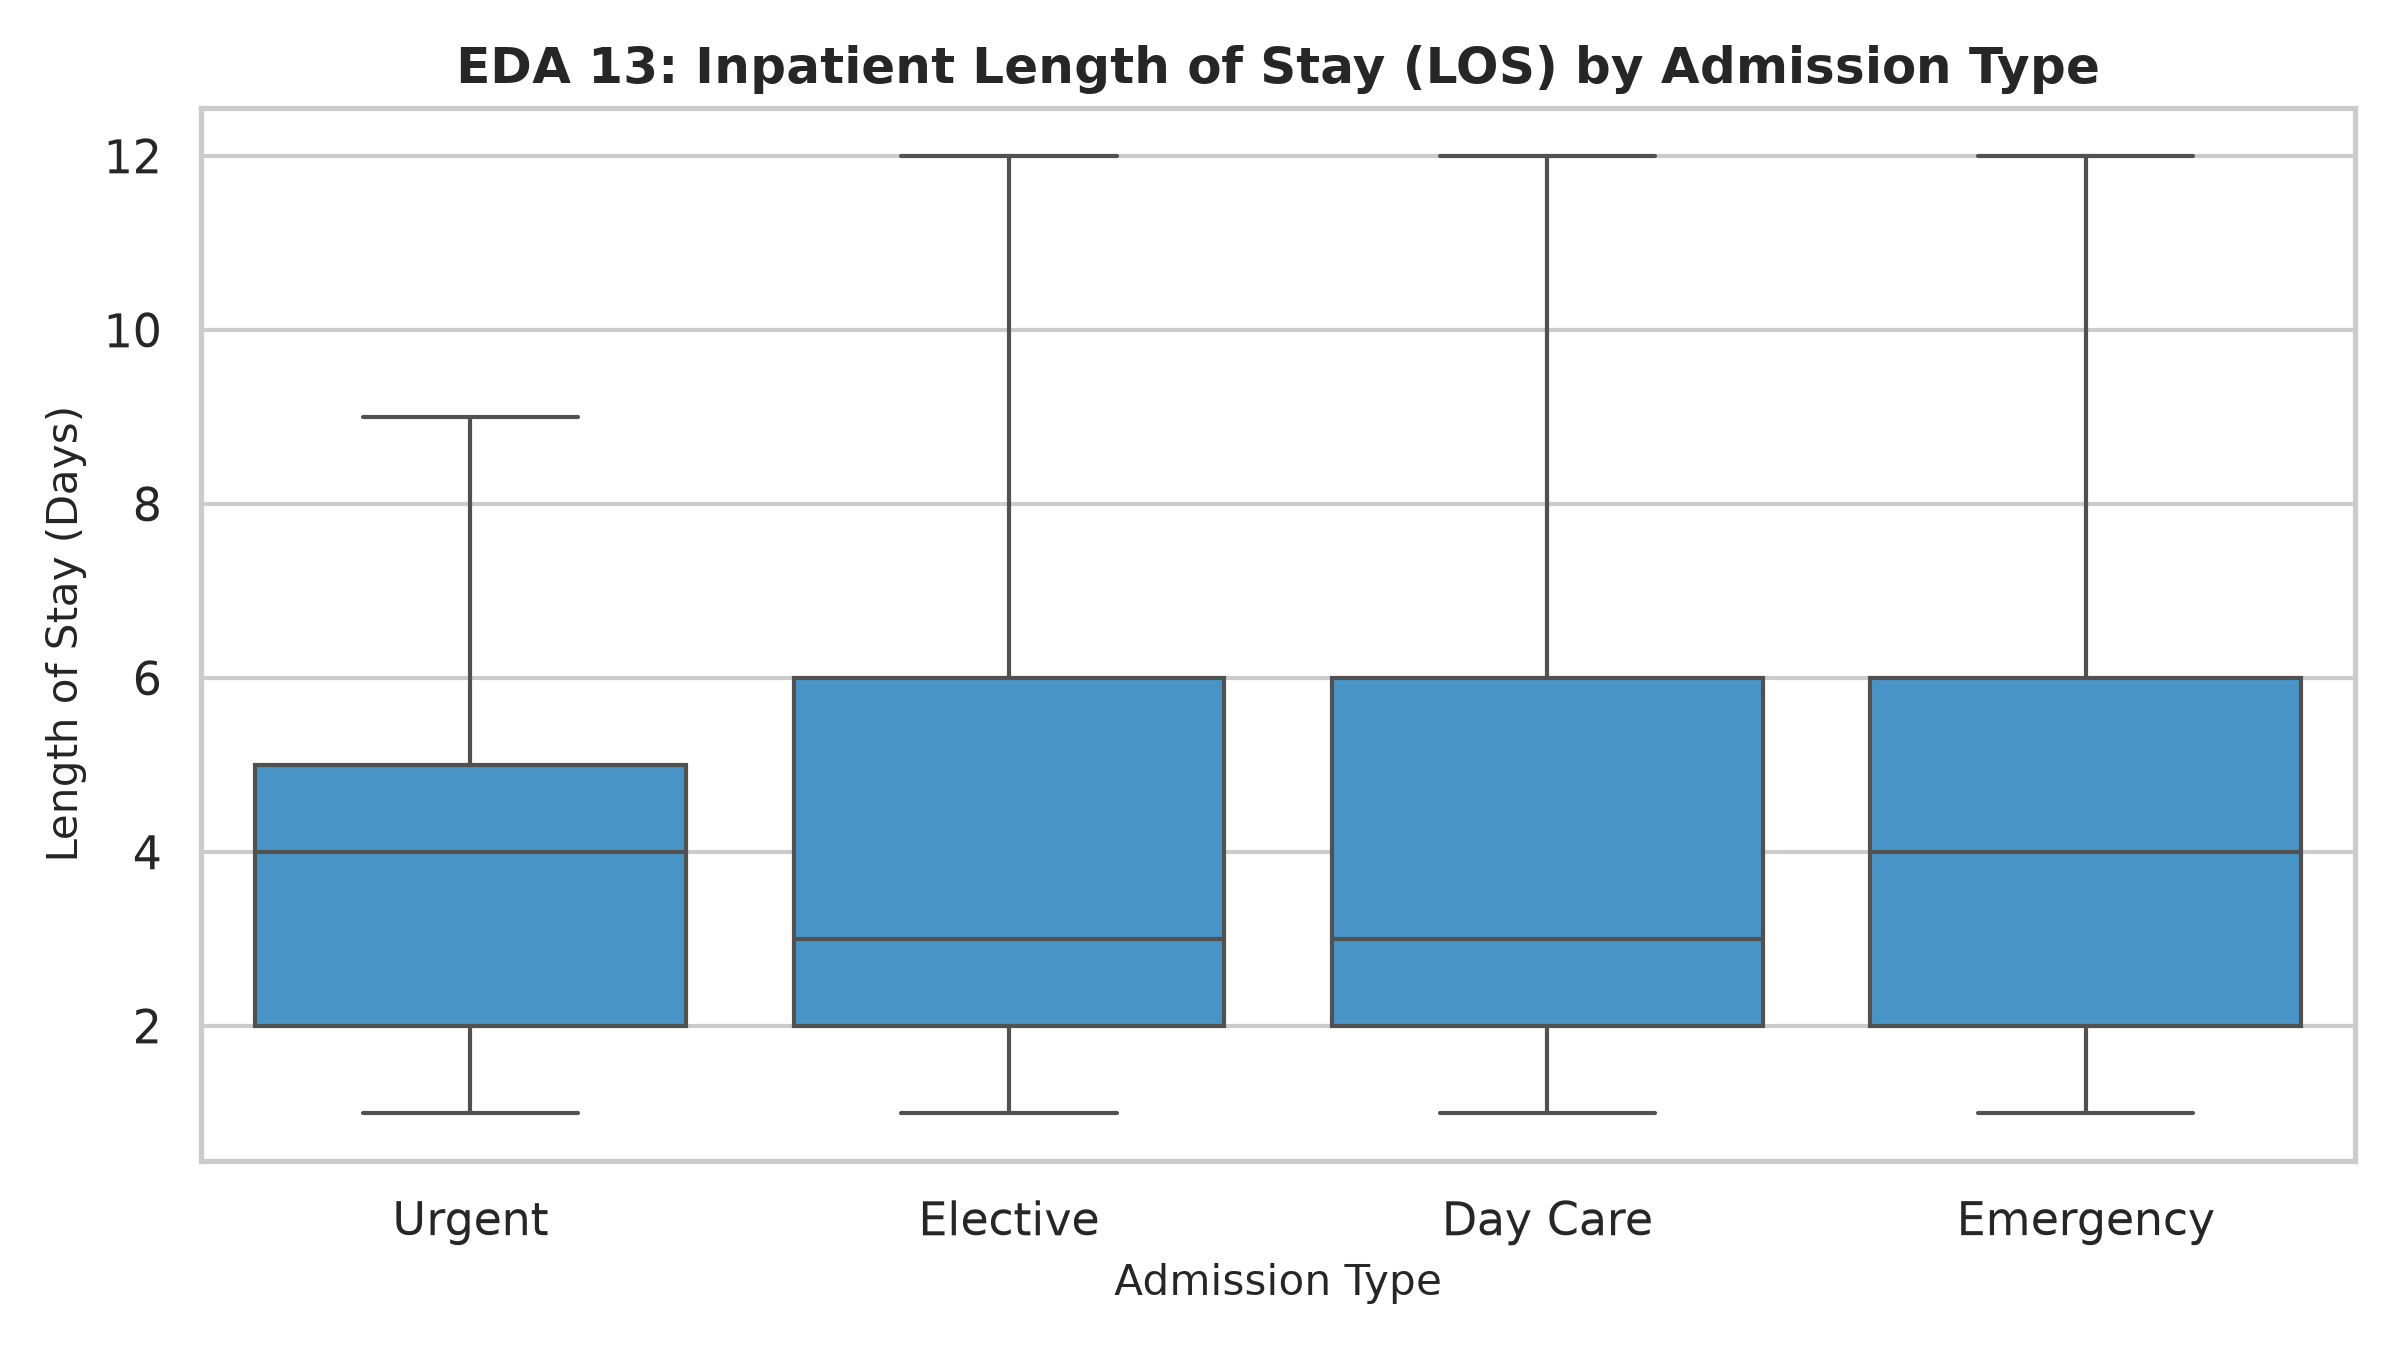 EDA 13: Inpatient Length of Stay (LOS) by Admission Type
Length of Stay (Days)
12
10
8
6
4
2
Urgent Elective Day Care Emergency
Admission Type